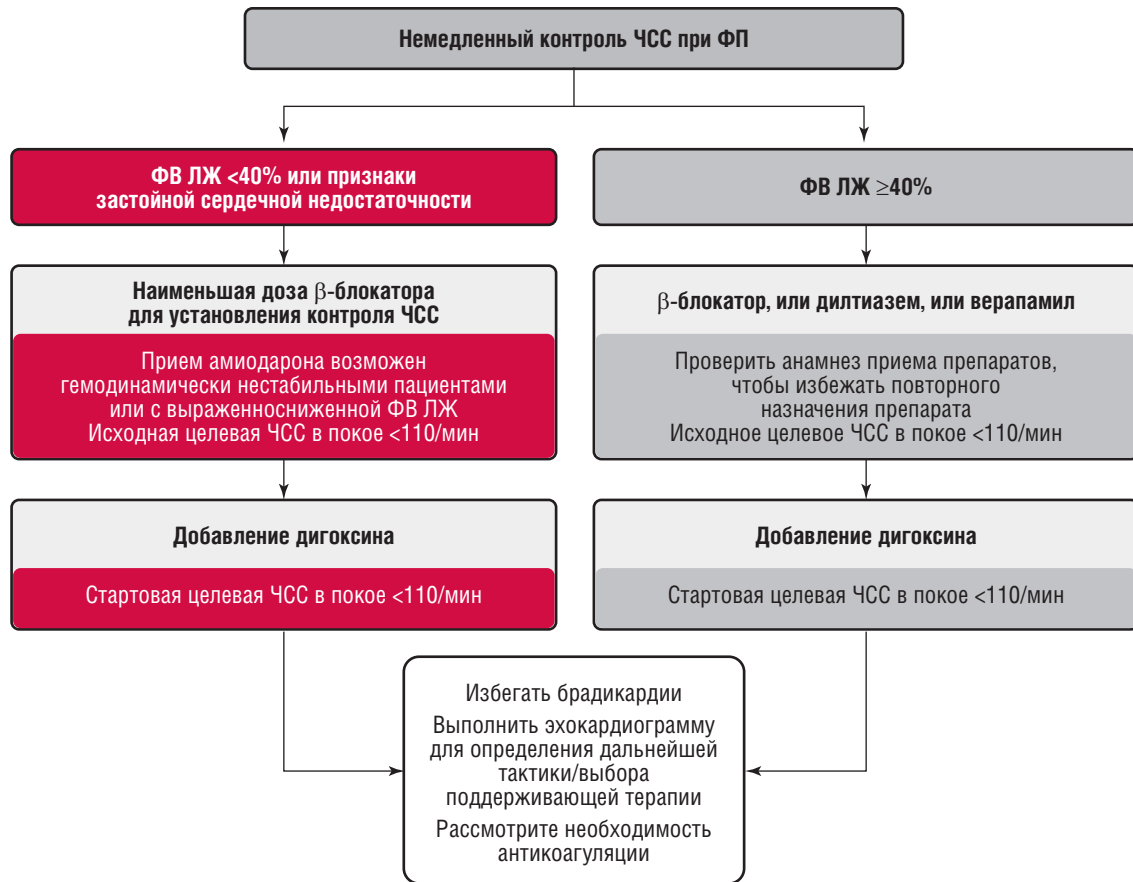 Немедленный контроль ЧСС при ФП
ФВ ЛЖ <40% или признаки
застойной сердечной недостаточности
Наименьшая доза β-блокатора
для установления контроля ЧСС
Прием амиодарона возможен
гемодинамически нестабильными пациентами
или с выраженносниженной ФВ ЛЖ
Исходная целевая ЧСС в покое <110/мин
Добавление дигоксина
Стартовая целевая ЧСС в покое <110/мин
ФВ ЛЖ ≥40%
β-блокатор, или дилтиазем, или верапамил
Проверить анамнез приема препаратов,
чтобы избежать повторного
назначения препарата
Исходное целевое ЧСС в покое <110/мин
Добавление дигоксина
Стартовая целевая ЧСС в покое <110/мин
Избегать брадикардии
Выполнить эхокардиограмму
для определения дальнейшей
тактики/выбора
поддерживающей терапии
Рассмотрите необходимость
антикоагуляции